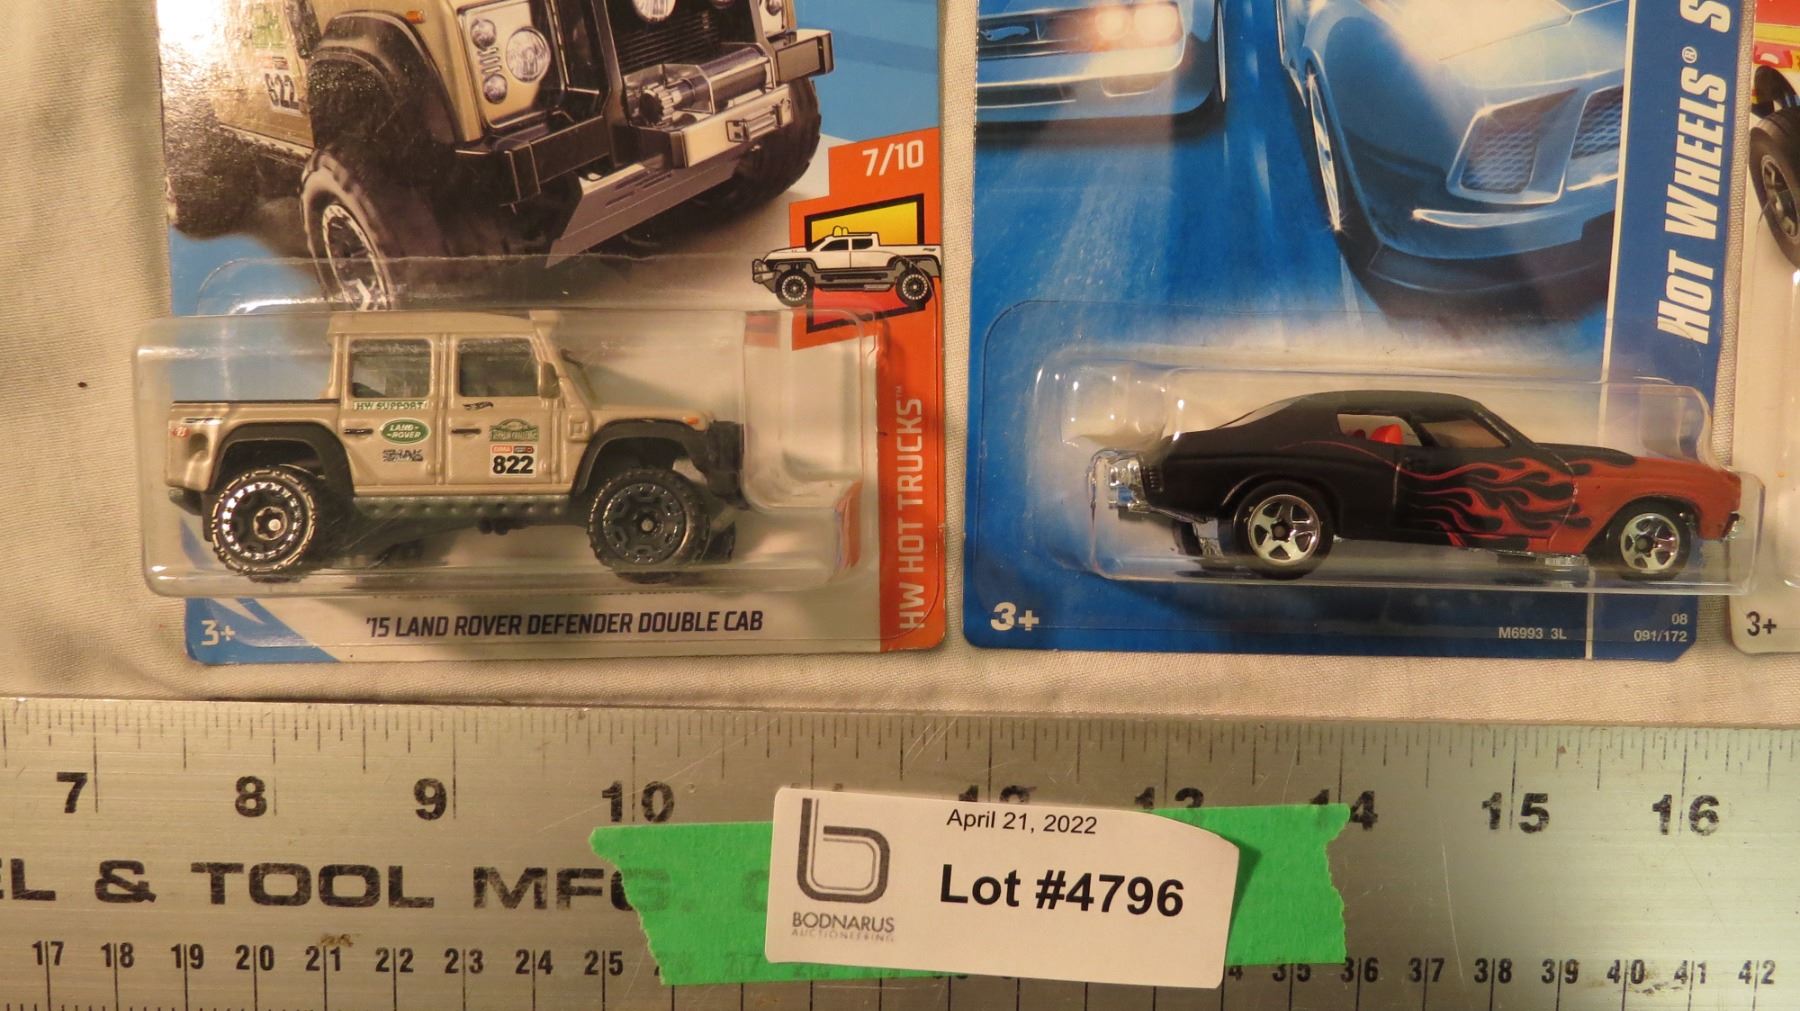 622
7/10
HOT WHEELS® S
HW SUPPORT
LAND-
ROVER
822
HW HOT TRUCKS™
3+
'15 LAND ROVER DEFENDER DOUBLE CAB
3+
M6993 3L
08
091/172
3+
7 8 9 10 12 13 14 15 16
EL & TOOL MFG.
April 21, 2022
Lot #4796
b
BODNARUS
AUCTIONEERING
17 18 19 20 21 22 23 24 25 35 36 37 38 39 40 41 42